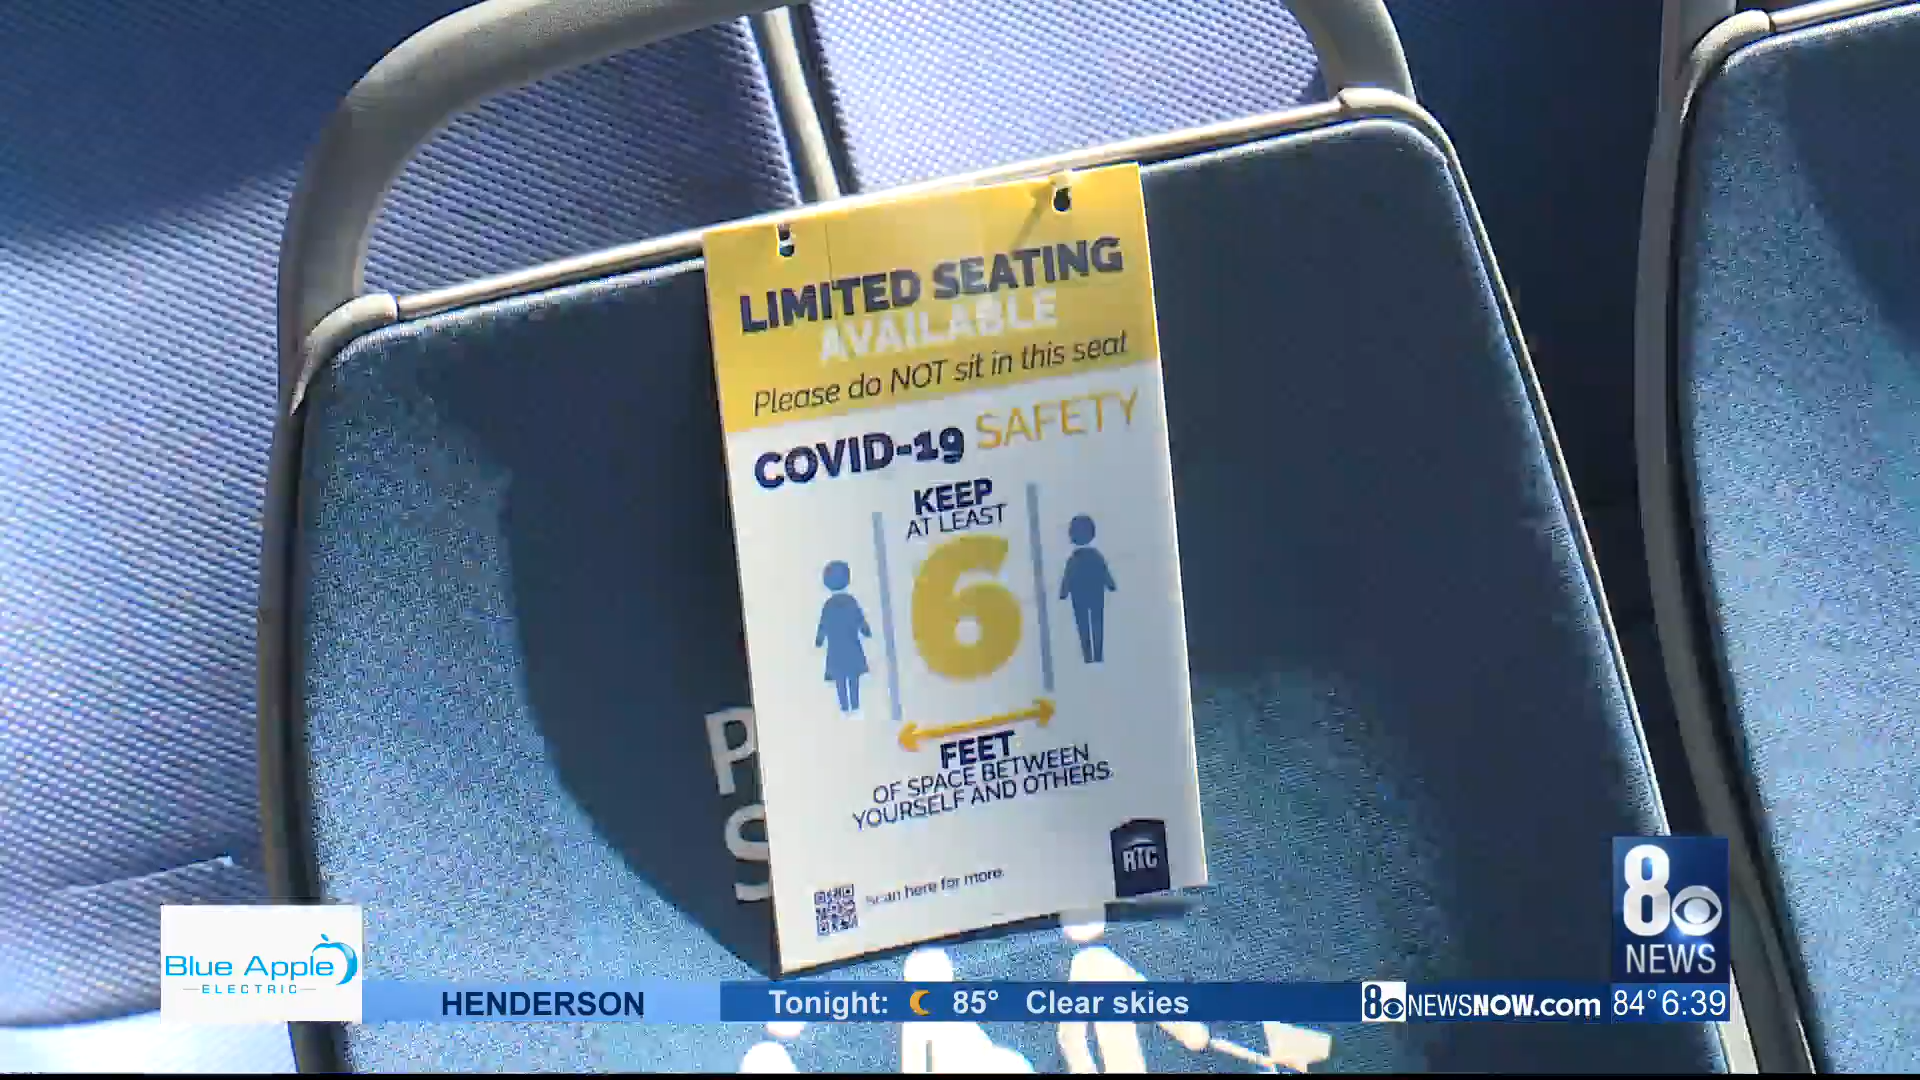 LIMITED SEATING
AVAILABLE
Please do NOT sit in this seat
COVID-19 SAFETY
KEEP
AT LEAST
6
FEET
OF SPACE BETWEEN
YOURSELF AND OTHERS.
Scan here for more.
RTC
P
S
8
NEWS
Blue Apple
ELECTRIC
HENDERSON
Tonight: 85° Clear skies
8NEWSNOW.com 84° 6:39